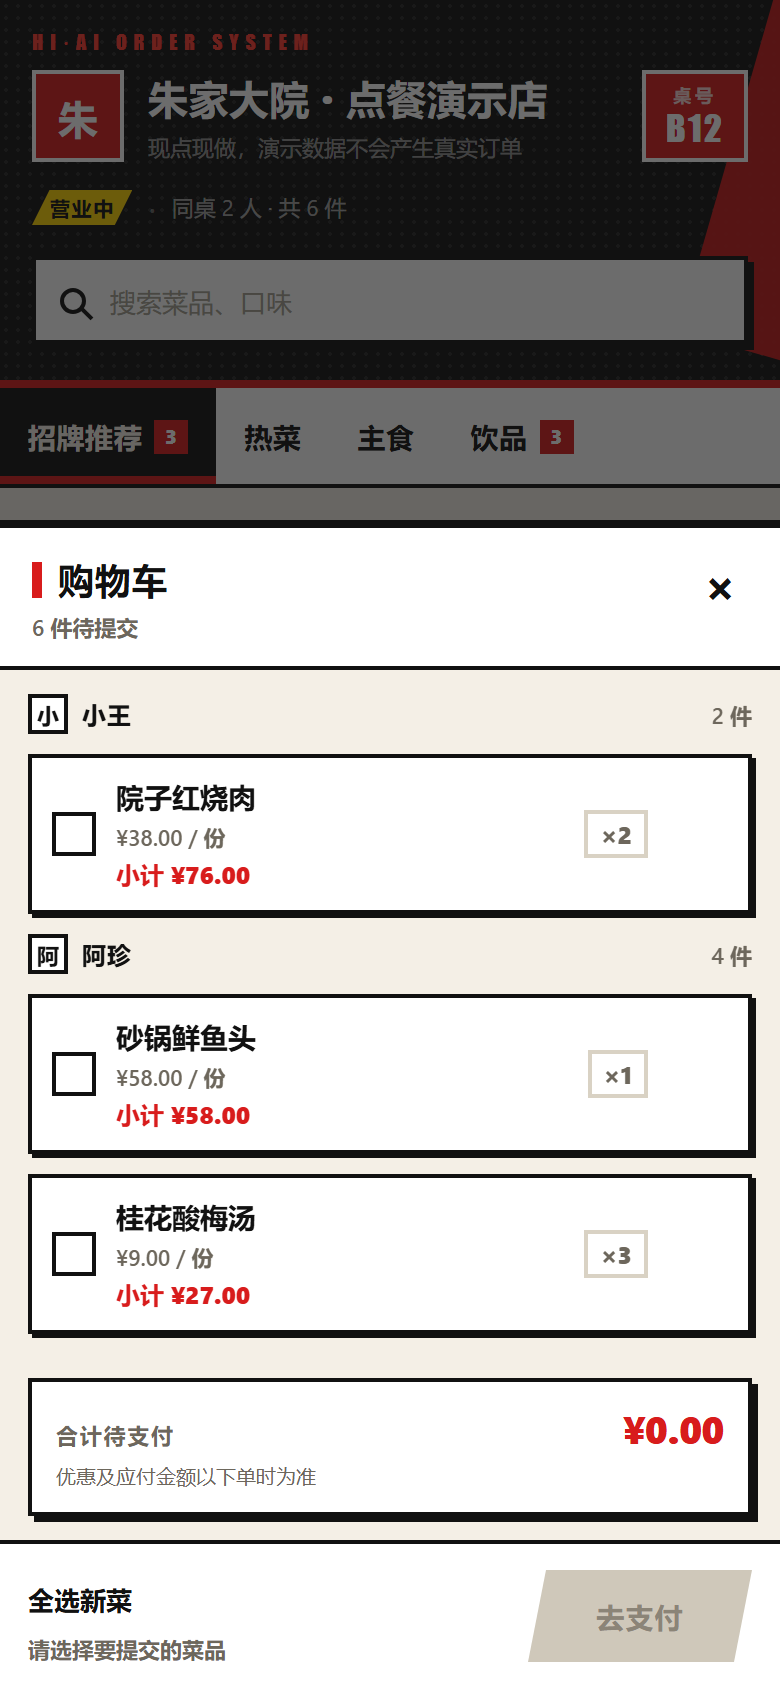 HI·AI ORDER SYSTEM
朱
朱家大院·点餐演示店
现点现做，演示数据不会产生真实订单
桌号
B12
营业中 · 同桌 2 人 · 共 6 件
搜索菜品、口味
招牌推荐 3 热菜 主食 饮品 3
购物车
×
6 件待提交
小 小王 2 件
院子红烧肉
¥38.00 / 份
小计 ¥76.00
×2
阿 阿珍 4 件
砂锅鲜鱼头
¥58.00 / 份
小计 ¥58.00
×1
桂花酸梅汤
¥9.00 / 份
小计 ¥27.00
×3
合计待支付 ¥0.00
优惠及应付金额以下单时为准
全选新菜
请选择要提交的菜品
去支付